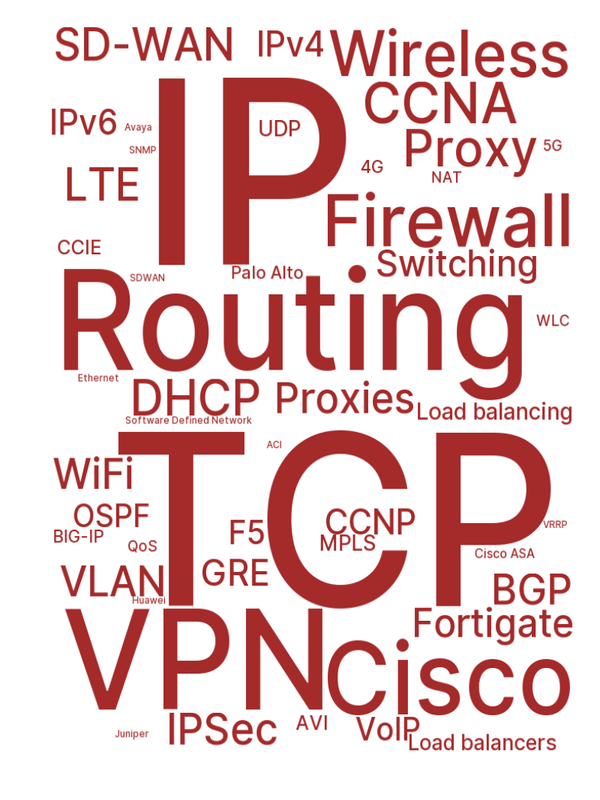 SD-WAN
IPv4
Wireless
IP
CCNA
IPv6
Avaya
UDP
Proxy
5G
SNMP
4G
NAT
LTE
Firewall
CCIE
Switching
SDWAN
Palo Alto
Routing
WLC
Ethernet
DHCP
Proxies
Load balancing
Software Defined Network
TCP
ACI
WiFi
OSPF
F5
CCNP
VRRP
BIG-IP
QoS
MPLS
Cisco ASA
VLAN
GRE
BGP
Huawei
Fortigate
VPN
Cisco
Juniper
IPSec
AVI
VoIP
Load balancers